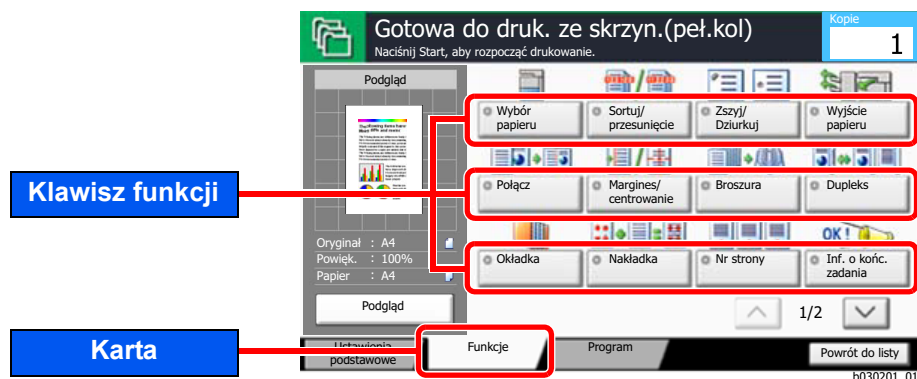 Gotowa do druk. ze skrzyn.(peł.kol)
Naciśnij Start, aby rozpocząć drukowanie.
Kopie
1
Podgląd
Wybór papieru
Sortuj/ przesunięcie
Zszyj/ Dziurkuj
Wyjście papieru
Klawisz funkcji
Połącz
Margines/ centrowanie
Broszura
Dupleks
OK!
Okładka
Nakładka
Nr strony
Inf. o końc. zadania
Oryginał : A4
Powięk. : 100%
Papier : A4
Podgląd
1/2
Karta
Ustawienia podstawowe
Funkcje
Program
Powrót do listy
b030201_01